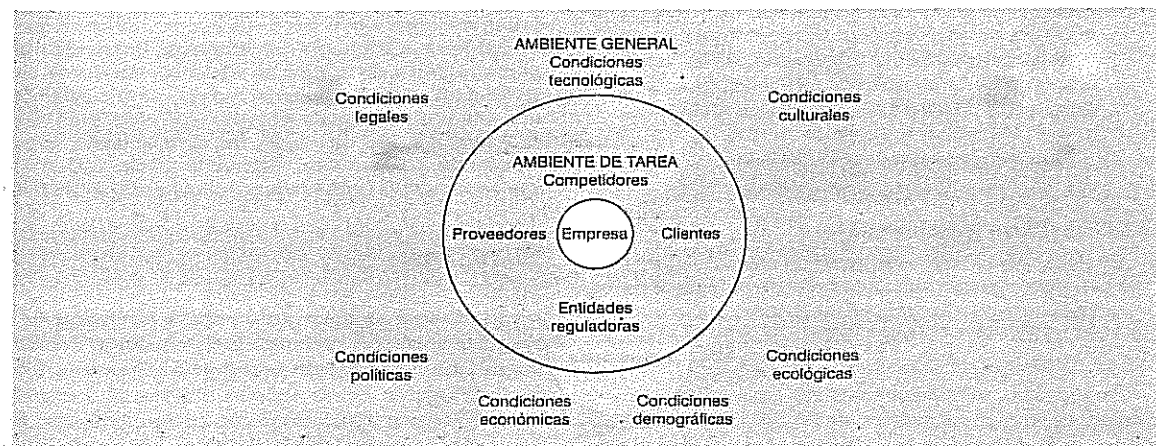 AMBIENTE GENERAL
Condiciones
tecnológicas
Condiciones
legales
Condiciones
culturales
AMBIENTE DE TAREA
Competidores
Proveedores
Empresa
Clientes
Entidades
reguladoras
Condiciones
políticas
Condiciones
ecológicas
Condiciones
económicas
Condiciones
demográficas